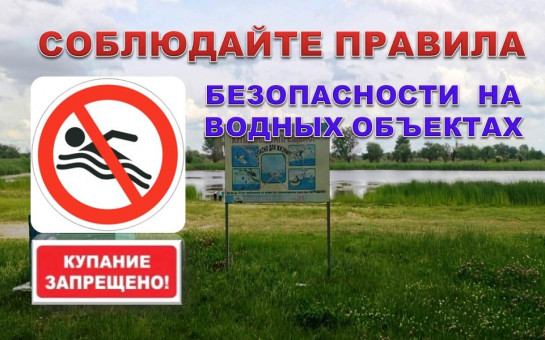 СОБЛЮДАЙТЕ ПРАВИЛА
БЕЗОПАСНОСТИ НА
ВОДНЫХ ОБЪЕКТАХ
КУПАНИЕ
ЗАПРЕЩЕНО!